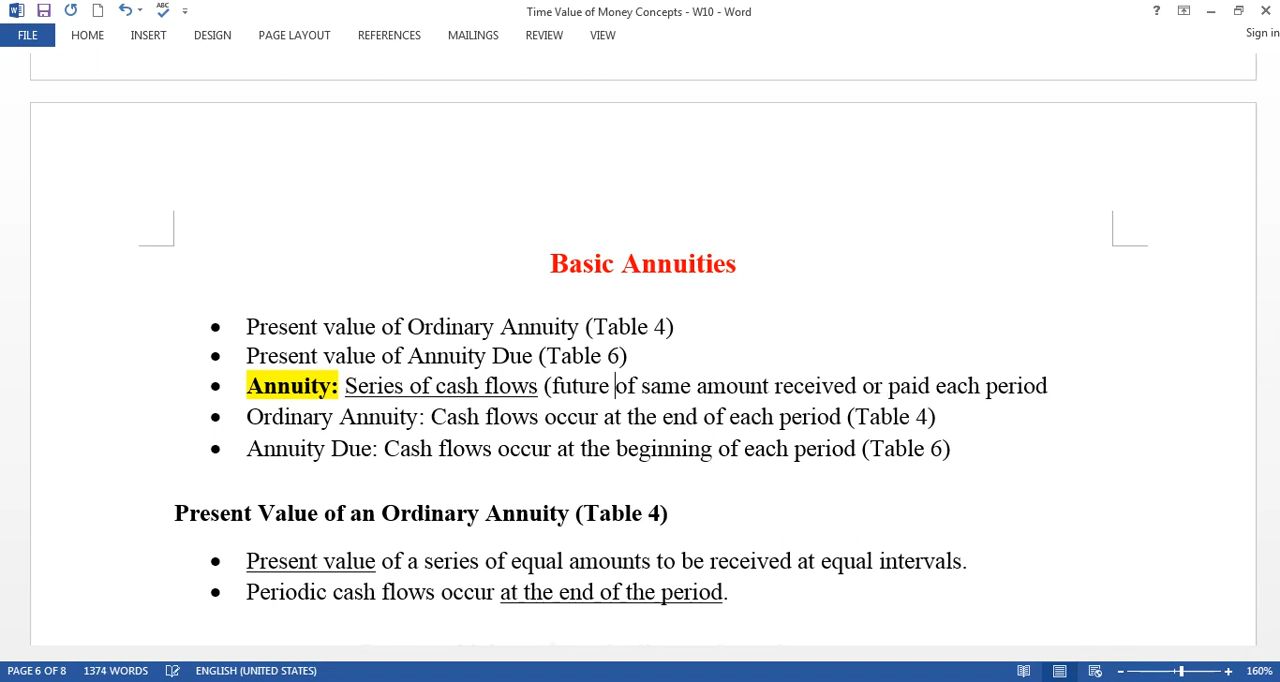 ABC
Time Value of Money Concepts - W10 - Word
?
FILE HOME INSERT DESIGN PAGE LAYOUT REFERENCES MAILINGS REVIEW VIEW Sign in
Basic Annuities
• Present value of Ordinary Annuity (Table 4)
• Present value of Annuity Due (Table 6)
• Annuity: Series of cash flows (future of same amount received or paid each period
• Ordinary Annuity: Cash flows occur at the end of each period (Table 4)
• Annuity Due: Cash flows occur at the beginning of each period (Table 6)
Present Value of an Ordinary Annuity (Table 4)
• Present value of a series of equal amounts to be received at equal intervals.
• Periodic cash flows occur at the end of the period.
PAGE 6 OF 8 1374 WORDS ENGLISH (UNITED STATES) 160%